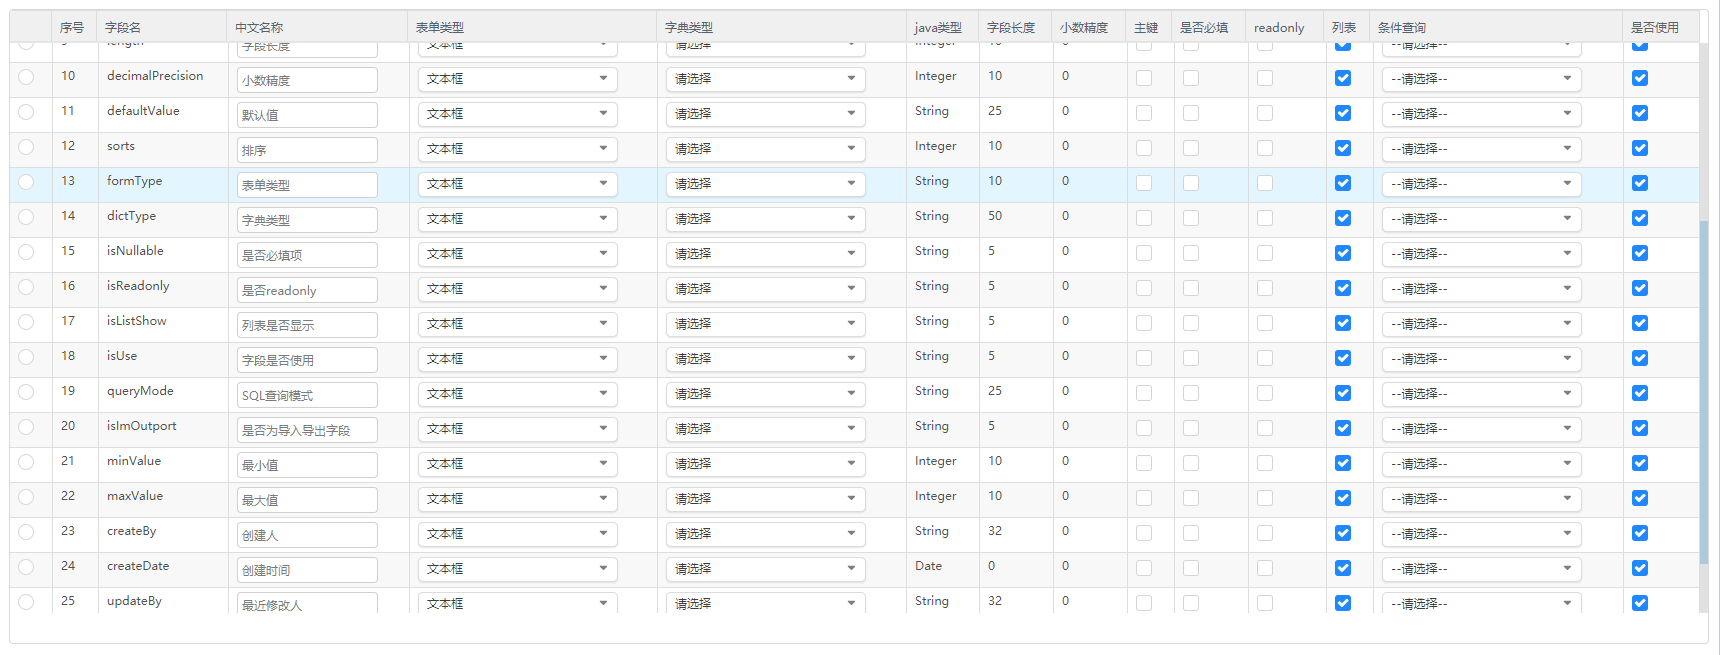 序号 字段名 中文名称 表单类型 字典类型 java类型 字段长度 小数精度 主键 是否必填 readonly 列表 条件查询 是否使用
9 length 字段长度 文本框 请选择 Integer 10 0 --请选择--
10 decimalPrecision 小数精度 文本框 请选择 Integer 10 0 --请选择--
11 defaultValue 默认值 文本框 请选择 String 25 0 --请选择--
12 sorts 排序 文本框 请选择 Integer 10 0 --请选择--
13 formType 表单类型 文本框 请选择 String 10 0 --请选择--
14 dictType 字典类型 文本框 请选择 String 50 0 --请选择--
15 isNullable 是否必填项 文本框 请选择 String 5 0 --请选择--
16 isReadonly 是否readonly 文本框 请选择 String 5 0 --请选择--
17 isListShow 列表是否显示 文本框 请选择 String 5 0 --请选择--
18 isUse 字段是否使用 文本框 请选择 String 5 0 --请选择--
19 queryMode SQL查询模式 文本框 请选择 String 25 0 --请选择--
20 isImOutport 是否为导入导出字段 文本框 请选择 String 5 0 --请选择--
21 minValue 最小值 文本框 请选择 Integer 10 0 --请选择--
22 maxValue 最大值 文本框 请选择 Integer 10 0 --请选择--
23 createBy 创建人 文本框 请选择 String 32 0 --请选择--
24 createDate 创建时间 文本框 请选择 Date 0 0 --请选择--
25 updateBy 最近修改人 文本框 请选择 String 32 0 --请选择--